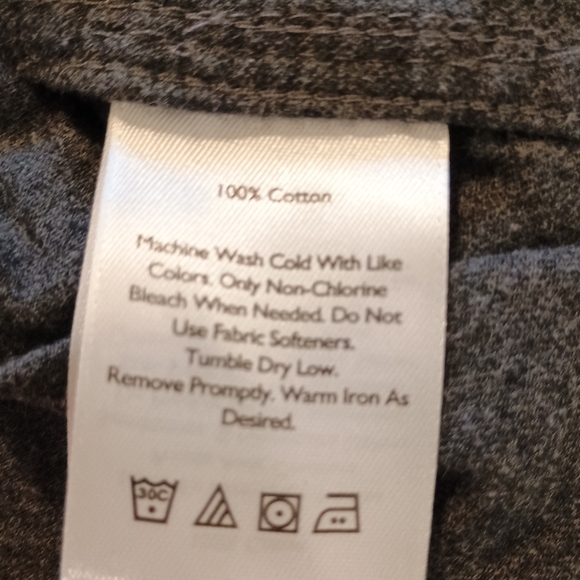 100% Cotton
Machine Wash Cold With Like
Colors. Only Non-Chlorine
Bleach When Needed. Do Not
Use Fabric Softeners.
Tumble Dry Low.
Remove Promptly. Warm Iron As
Desired.
30C